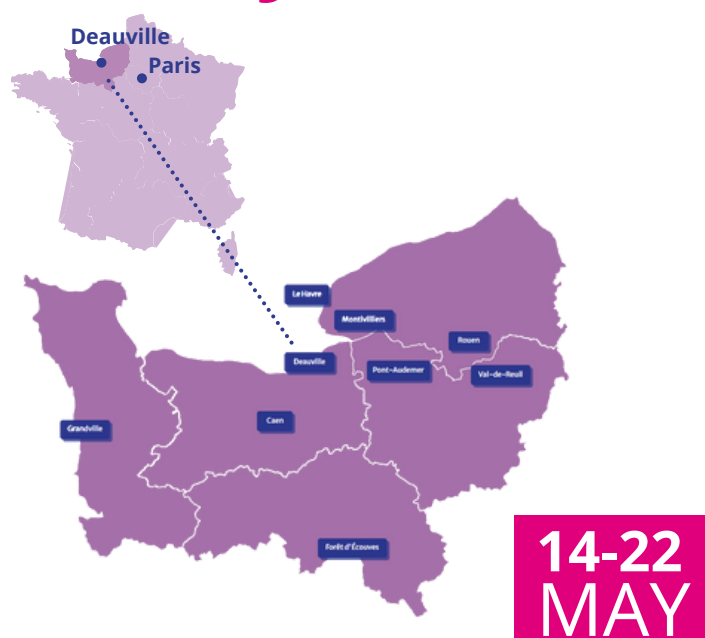 Deauville
Paris
Le Havre
Montivilliers
Rouen
Deauville
Pont-Audemer
Val-de-Reuil
Caen
Grandville
Forêt d'Écouves
14-22
MAY